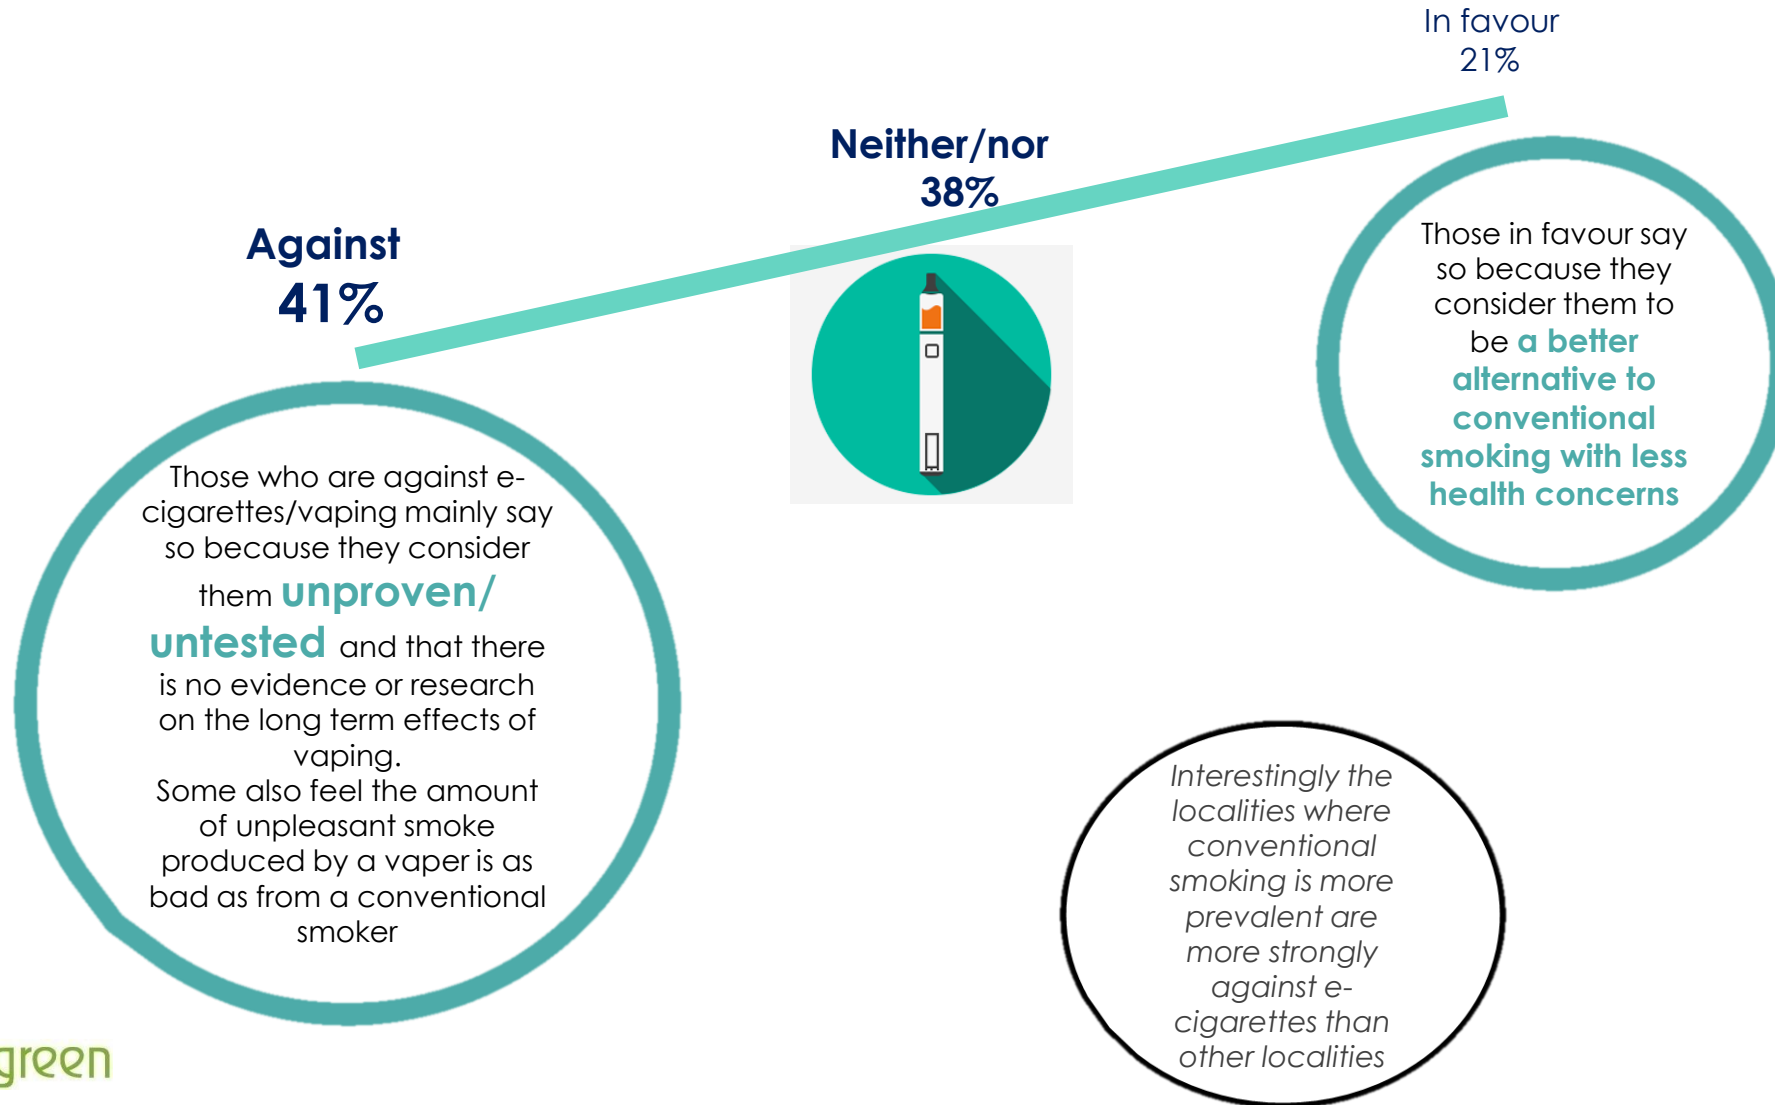 In favour
21%
Neither/nor
38%
Against
41%
Those in favour say
so because they
consider them to
be a better
alternative to
conventional
smoking with less
health concerns
Those who are against e-
cigarettes/vaping mainly say
so because they consider
them unproven/
untested and that there
is no evidence or research
on the long term effects of
vaping.
Some also feel the amount
of unpleasant smoke
produced by a vaper is as
bad as from a conventional
smoker
Interestingly the
localities where
conventional
smoking is more
prevalent are
more strongly
against e-
cigarettes than
other localities
green